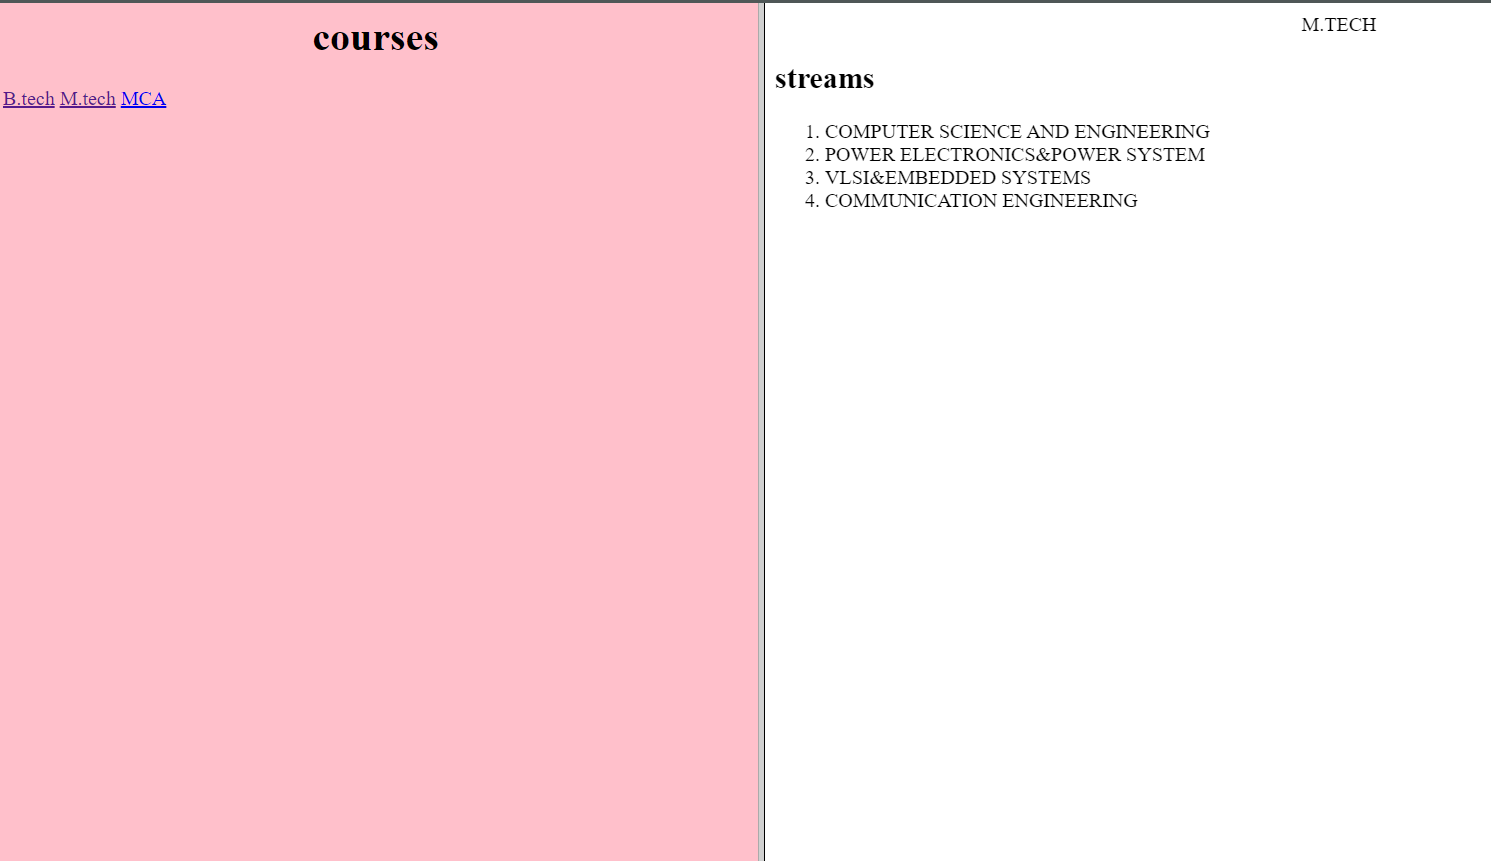 courses
B.tech M.tech MCA
M.TECH
streams
1. COMPUTER SCIENCE AND ENGINEERING
2. POWER ELECTRONICS&POWER SYSTEM
3. VLSI&EMBEDDED SYSTEMS
4. COMMUNICATION ENGINEERING